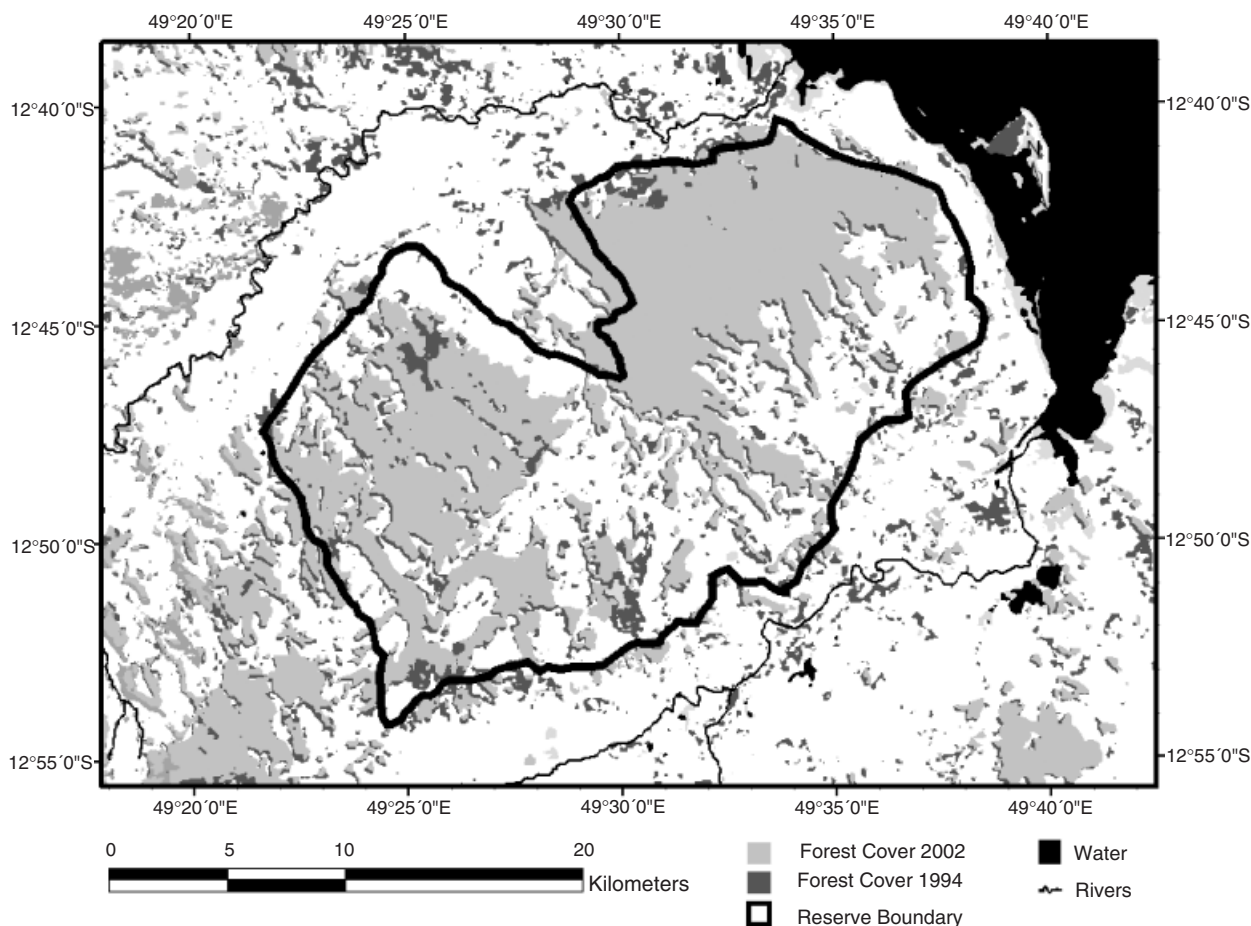 49°20´0"E 49°25´0"E 49°30´0"E 49°35´0"E 49°40´0"E
12°40´0"S 12°40´0"S
12°45´0"S 12°45´0"S
12°50´0"S 12°50´0"S
12°55´0"S 12°55´0"S
49°20´0"E 49°25´0"E 49°30´0"E 49°35´0"E 49°40´0"E
0 5 10 20
Kilometers
Forest Cover 2002
Forest Cover 1994
Reserve Boundary
Water
Rivers